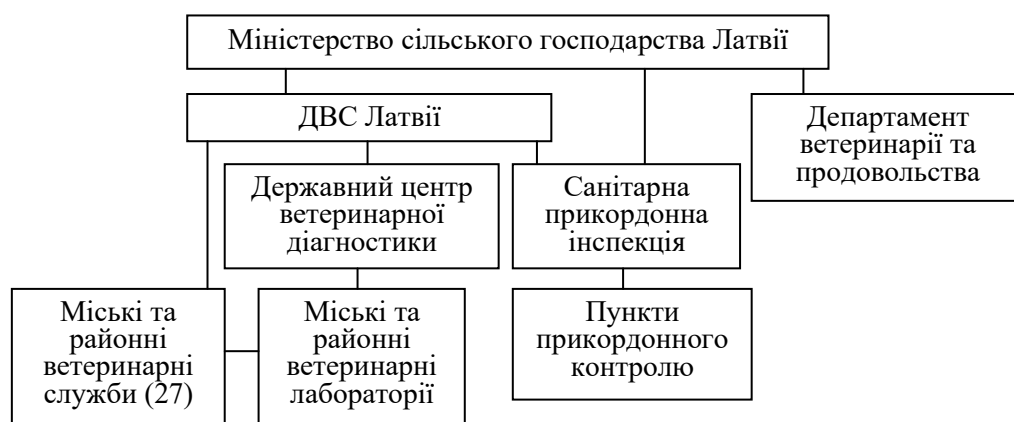 Міністерство сільського господарства Латвії
ДВС Латвії
Департамент
ветеринарії та
продовольства
Державний центр
ветеринарної
діагностики
Санітарна
прикордонна
інспекція
Міські та
районні
ветеринарні
служби (27)
Міські та
районні
ветеринарні
лабораторії
Пункти
прикордонного
контролю